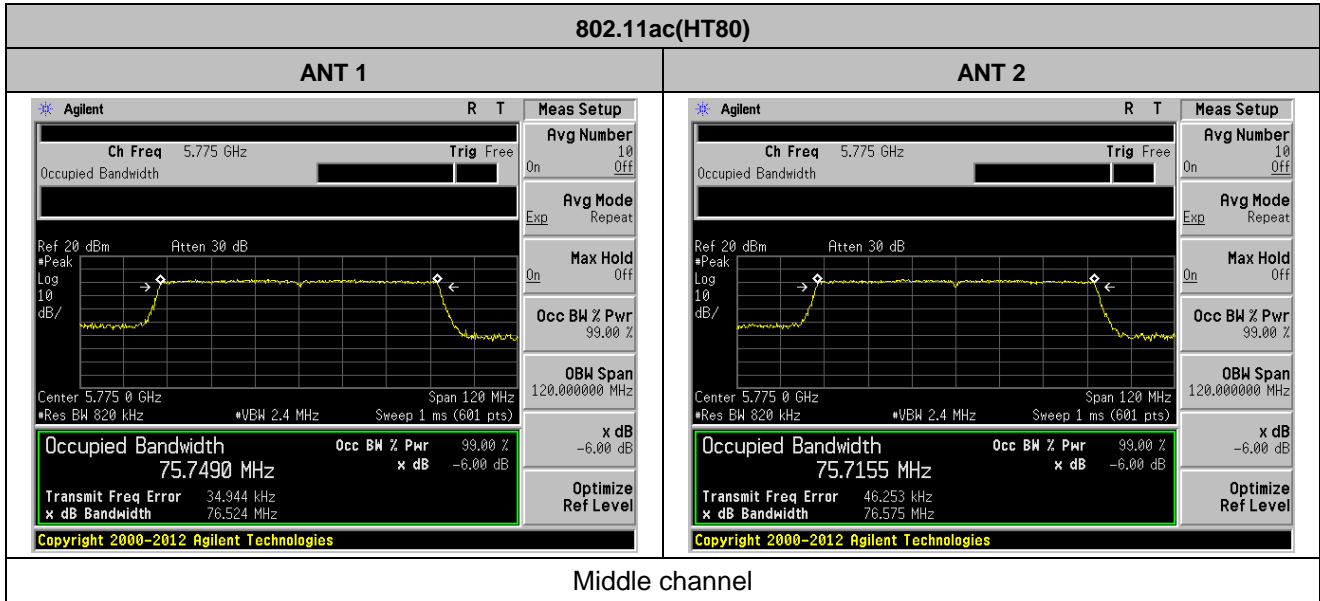 802.11ac(HT80)
ANT 1
ANT 2
Agilent R T
Meas Setup
Ch Freq 5.775 GHz Trig Free
Occupied Bandwidth
Avg Number
10
On Off
Avg Mode
Exp Repeat
Max Hold
On Off
Occ BW % Pwr
99.00 %
OBW Span
120.000000 MHz
x dB
-6.00 dB
Optimize
Ref Level
Ref 20 dBm Atten 30 dB
#Peak
Log
10
dB/
Center 5.775 0 GHz Span 120 MHz
#Res BW 820 kHz #VBW 2.4 MHz Sweep 1 ms (601 pts)
Occupied Bandwidth Occ BW % Pwr 99.00 %
75.7490 MHz x dB -6.00 dB
Transmit Freq Error 34.944 kHz
x dB Bandwidth 76.524 MHz
Copyright 2000-2012 Agilent Technologies
Agilent R T
Meas Setup
Ch Freq 5.775 GHz Trig Free
Occupied Bandwidth
Avg Number
10
On Off
Avg Mode
Exp Repeat
Max Hold
On Off
Occ BW % Pwr
99.00 %
OBW Span
120.000000 MHz
x dB
-6.00 dB
Optimize
Ref Level
Ref 20 dBm Atten 30 dB
#Peak
Log
10
dB/
Center 5.775 0 GHz Span 120 MHz
#Res BW 820 kHz #VBW 2.4 MHz Sweep 1 ms (601 pts)
Occupied Bandwidth Occ BW % Pwr 99.00 %
75.7155 MHz x dB -6.00 dB
Transmit Freq Error 46.253 kHz
x dB Bandwidth 76.575 MHz
Copyright 2000-2012 Agilent Technologies
Middle channel